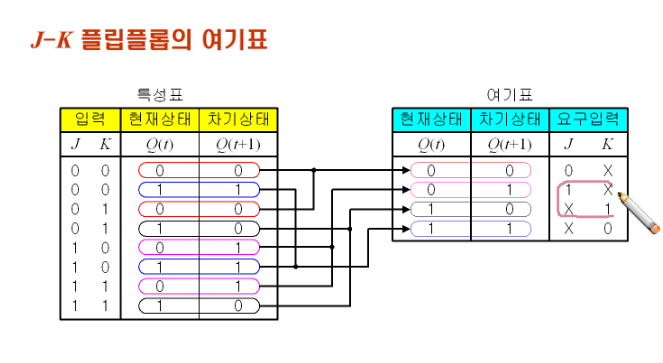 J-K 플립플롭의 여기표
특성표
입력 현재상태 차기상태
J K Q(t) Q(t+1)
0 0 0 0
0 0 1 1
0 1 0 0
0 1 1 0
1 0 0 1
1 0 1 1
1 1 0 1
1 1 1 0
여기표
현재상태 차기상태 요구입력
Q(t) Q(t+1) J K
0 0 0 X
0 1 1 X
1 0 X 1
1 1 X 0